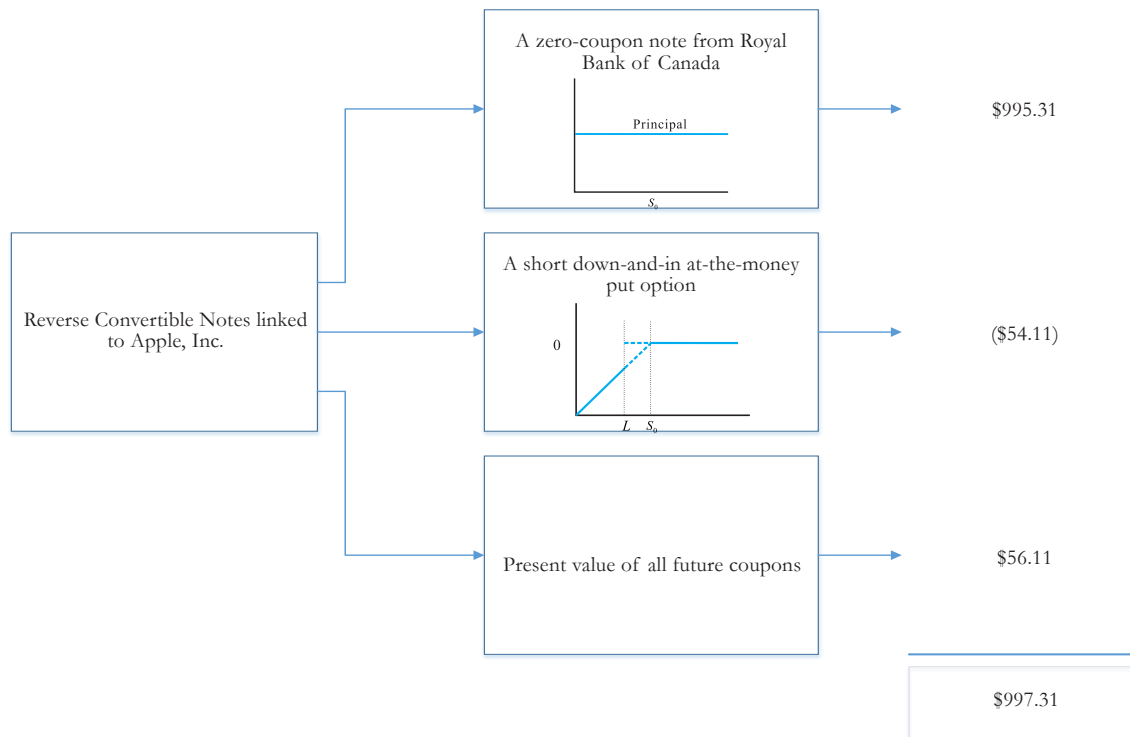 A zero-coupon note from Royal
Bank of Canada
Principal
S₀
$995.31
Reverse Convertible Notes linked
to Apple, Inc.
A short down-and-in at-the-money
put option
0
L S₀
($54.11)
Present value of all future coupons
$56.11
$997.31